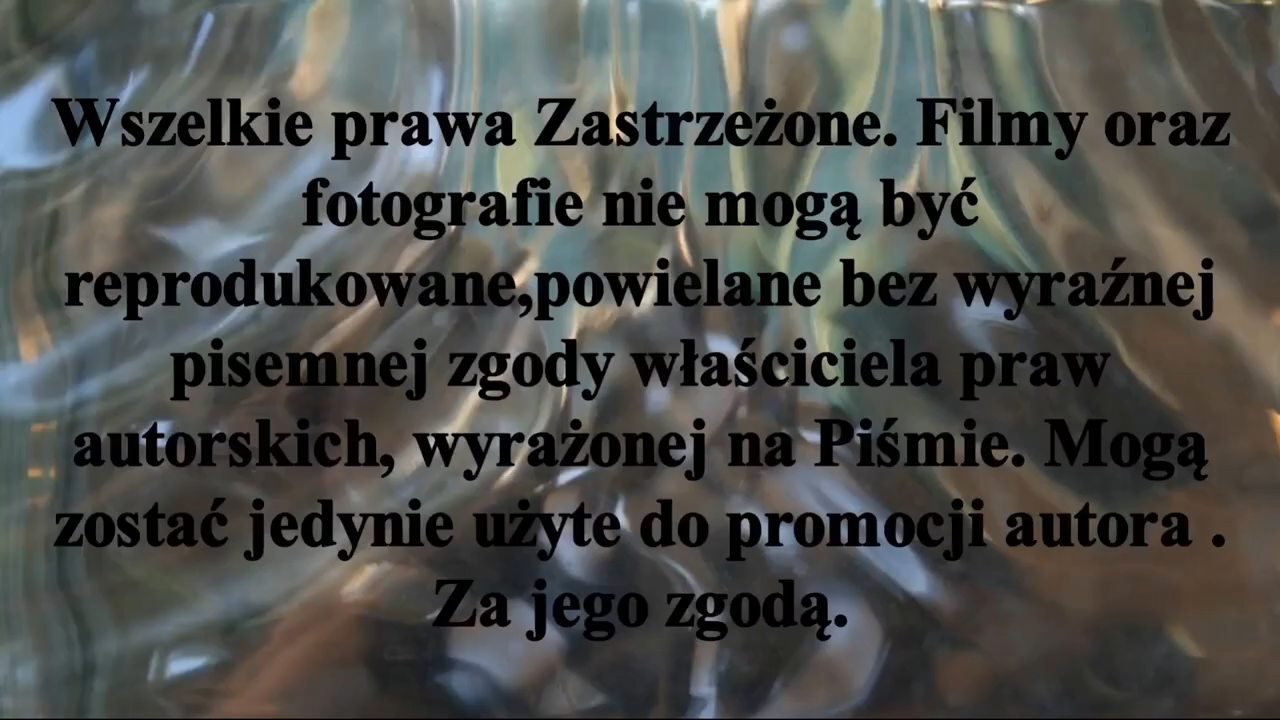 Wszelkie prawa Zastrzeżone. Filmy oraz
fotografie nie mogą być
reprodukowane,powielane bez wyraźnej
pisemnej zgody właściciela praw
autorskich, wyrażonej na Piśmie. Mogą
zostać jedynie użyte do promocji autora .
Za jego zgodą.